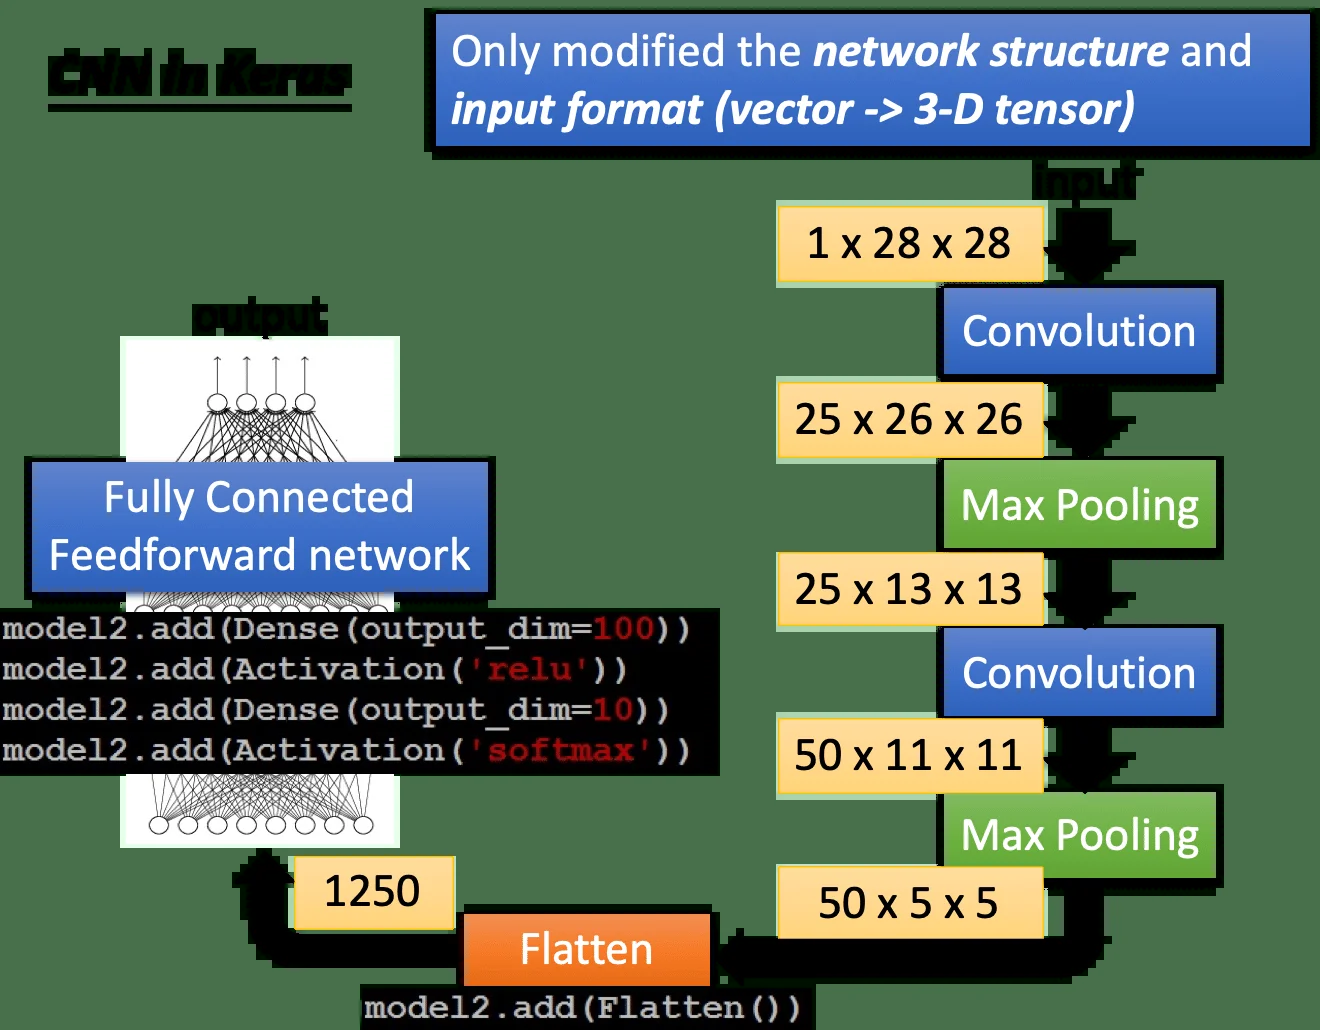 CNN in Keras
Only modified the network structure and
input format (vector -> 3-D tensor)
input
1 x 28 x 28
Convolution
25 x 26 x 26
Max Pooling
25 x 13 x 13
Convolution
50 x 11 x 11
Max Pooling
50 x 5 x 5
Flatten
model2.add(Flatten())
1250
output
Fully Connected
Feedforward network
model2.add(Dense(output_dim=100))
model2.add(Activation('relu'))
model2.add(Dense(output_dim=10))
model2.add(Activation('softmax'))